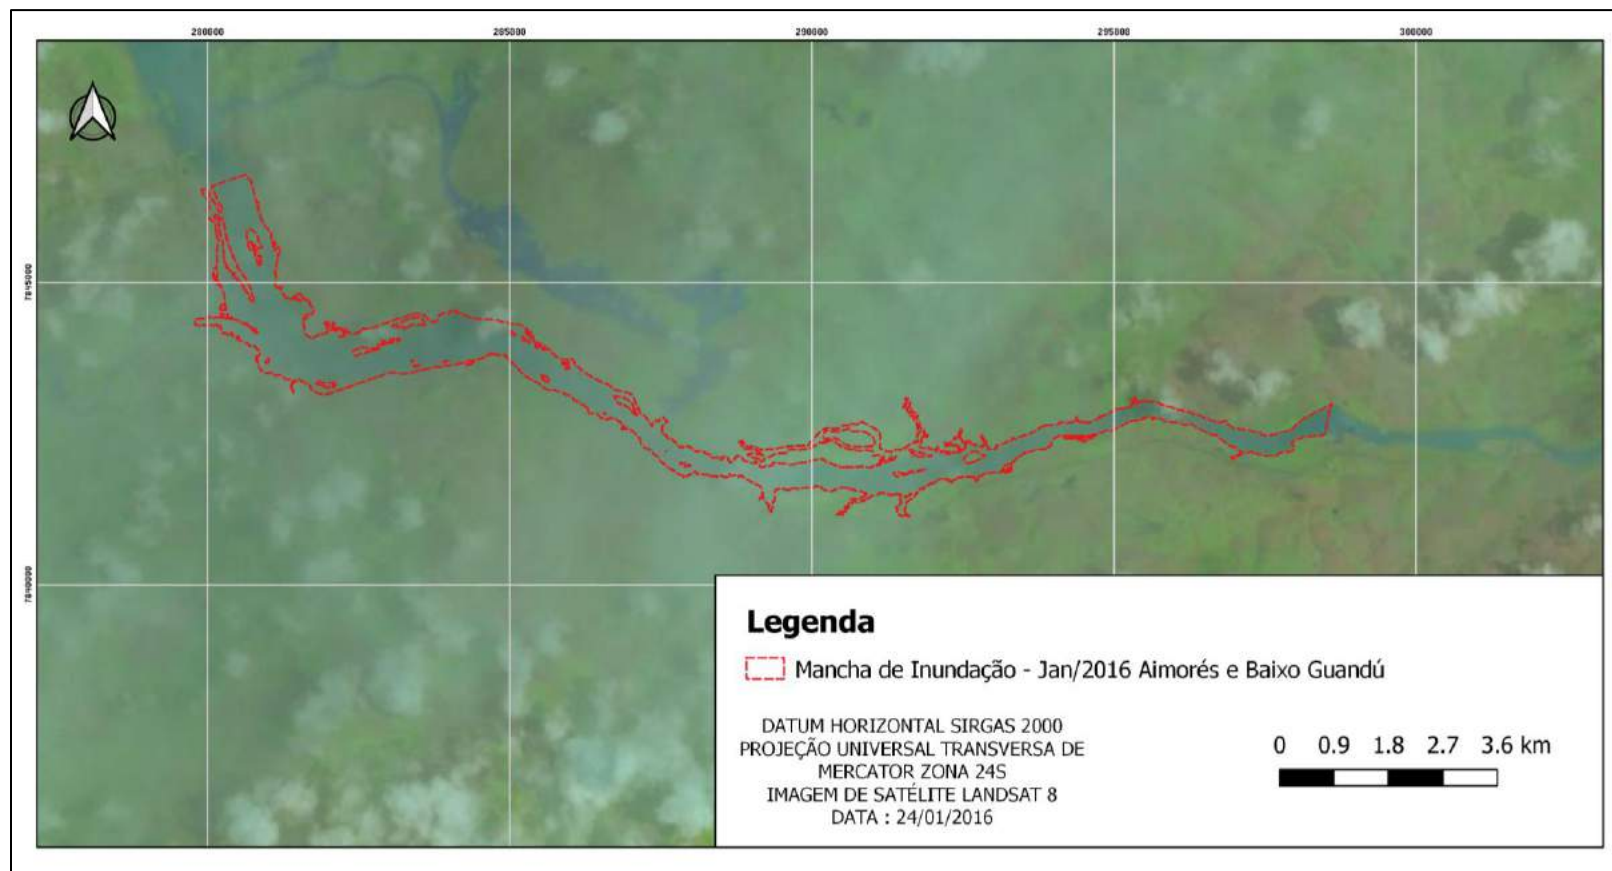 280000 285000 290000 295000 300000
7845000
7840000
Legenda
Mancha de Inundação - Jan/2016 Aimorés e Baixo Guandú
DATUM HORIZONTAL SIRGAS 2000
PROJEÇÃO UNIVERSAL TRANSVERSA DE
MERCATOR ZONA 24S
IMAGEM DE SATÉLITE LANDSAT 8
DATA : 24/01/2016
0 0.9 1.8 2.7 3.6 km